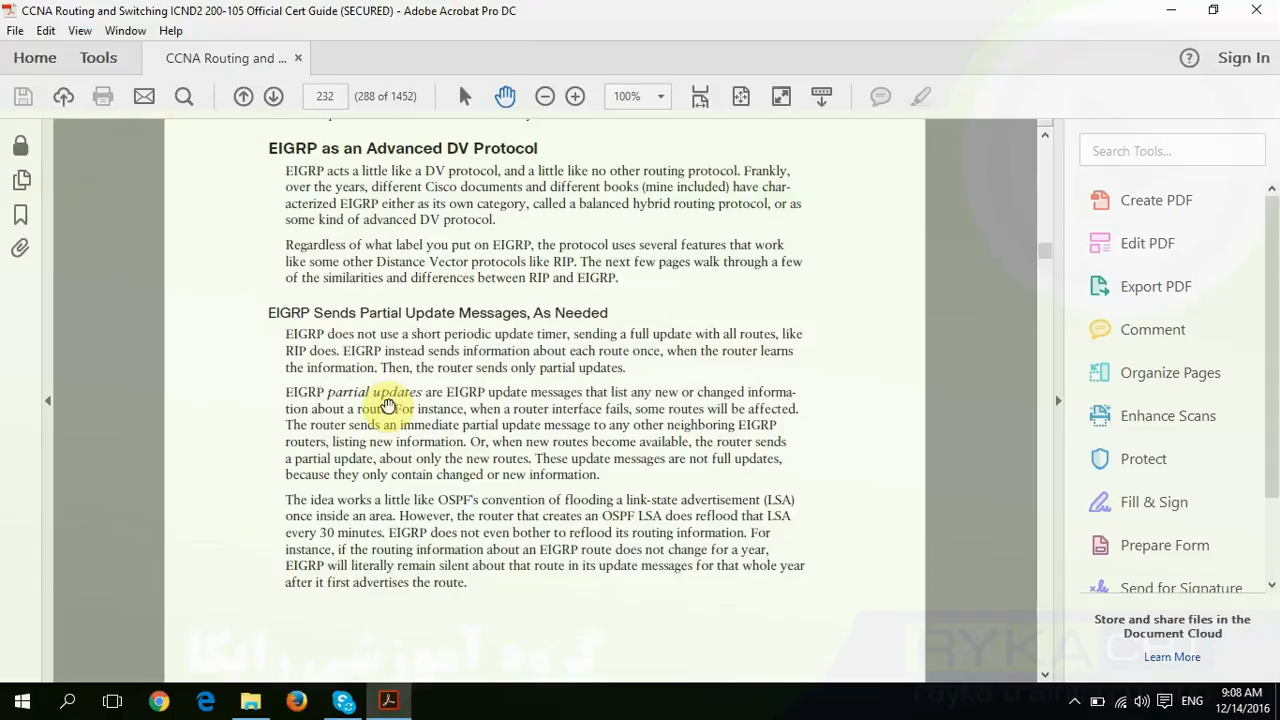 CCNA Routing and Switching ICND2 200-105 Official Cert Guide (SECURED) - Adobe Acrobat Pro DC
File Edit View Window Help
Home Tools CCNA Routing and ... × Sign In
232 (288 of 1452) 100%
EIGRP as an Advanced DV Protocol
EIGRP acts a little like a DV protocol, and a little like no other routing protocol. Frankly,
over the years, different Cisco documents and different books (mine included) have char-
acterized EIGRP either as its own category, called a balanced hybrid routing protocol, or as
some kind of advanced DV protocol.
Regardless of what label you put on EIGRP, the protocol uses several features that work
like some other Distance Vector protocols like RIP. The next few pages walk through a few
of the similarities and differences between RIP and EIGRP.
EIGRP Sends Partial Update Messages, As Needed
EIGRP does not use a short periodic update timer, sending a full update with all routes, like
RIP does. EIGRP instead sends information about each route once, when the router learns
the information. Then, the router sends only partial updates.
EIGRP partial updates are EIGRP update messages that list any new or changed informa-
tion about a route. For instance, when a router interface fails, some routes will be affected.
The router sends an immediate partial update message to any other neighboring EIGRP
routers, listing new information. Or, when new routes become available, the router sends
a partial update, about only the new routes. These update messages are not full updates,
because they only contain changed or new information.
The idea works a little like OSPF's convention of flooding a link-state advertisement (LSA)
once inside an area. However, the router that creates an OSPF LSA does reflood that LSA
every 30 minutes. EIGRP does not even bother to reflood its routing information. For
instance, if the routing information about an EIGRP route does not change for a year,
EIGRP will literally remain silent about that route in its update messages for that whole year
after it first advertises the route.
Search Tools...
Create PDF
Edit PDF
Export PDF
Comment
Organize Pages
Enhance Scans
Protect
Fill & Sign
Prepare Form
Send for Signature
Store and share files in the
Document Cloud
Learn More
گروه آموزشی رایکا
RYKA
ENG
9:08 AM
12/14/2016